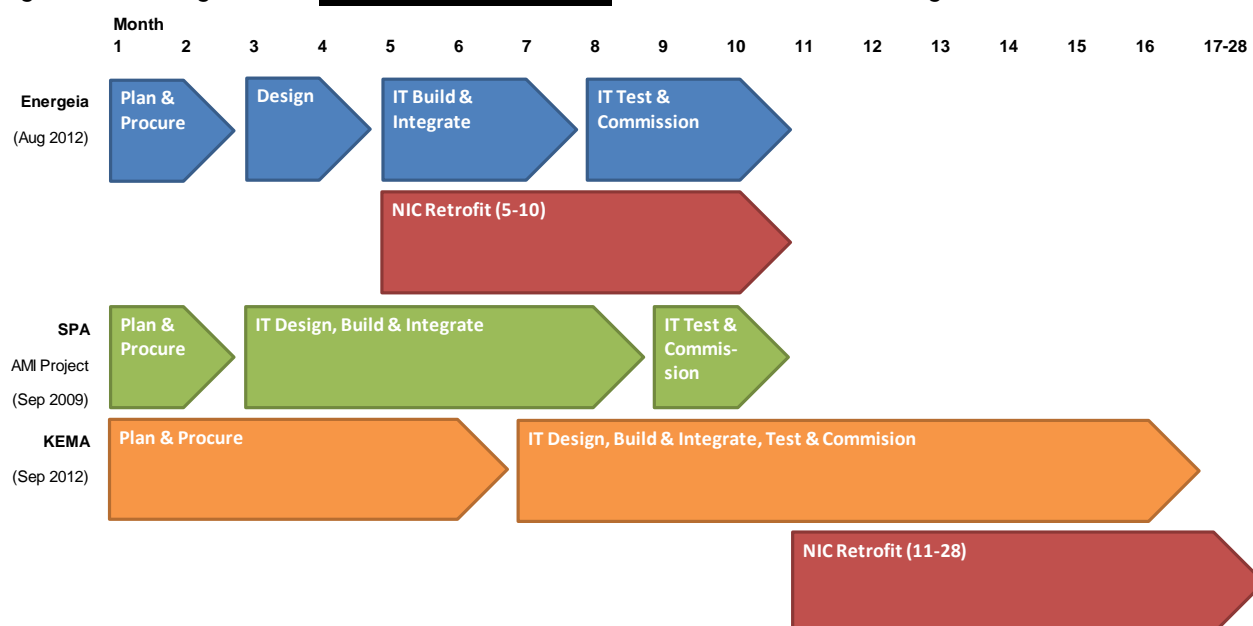 Month
1 2 3 4 5 6 7 8 9 10 11 12 13 14 15 16 17-28
Energeia
(Aug 2012)
Plan &
Procure
Design
IT Build &
Integrate
IT Test &
Commission
NIC Retrofit (5-10)
SPA
AMI Project
(Sep 2009)
Plan &
Procure
IT Design, Build & Integrate
IT Test &
Commis-
sion
KEMA
(Sep 2012)
Plan & Procure
IT Design, Build & Integrate, Test & Commision
NIC Retrofit (11-28)